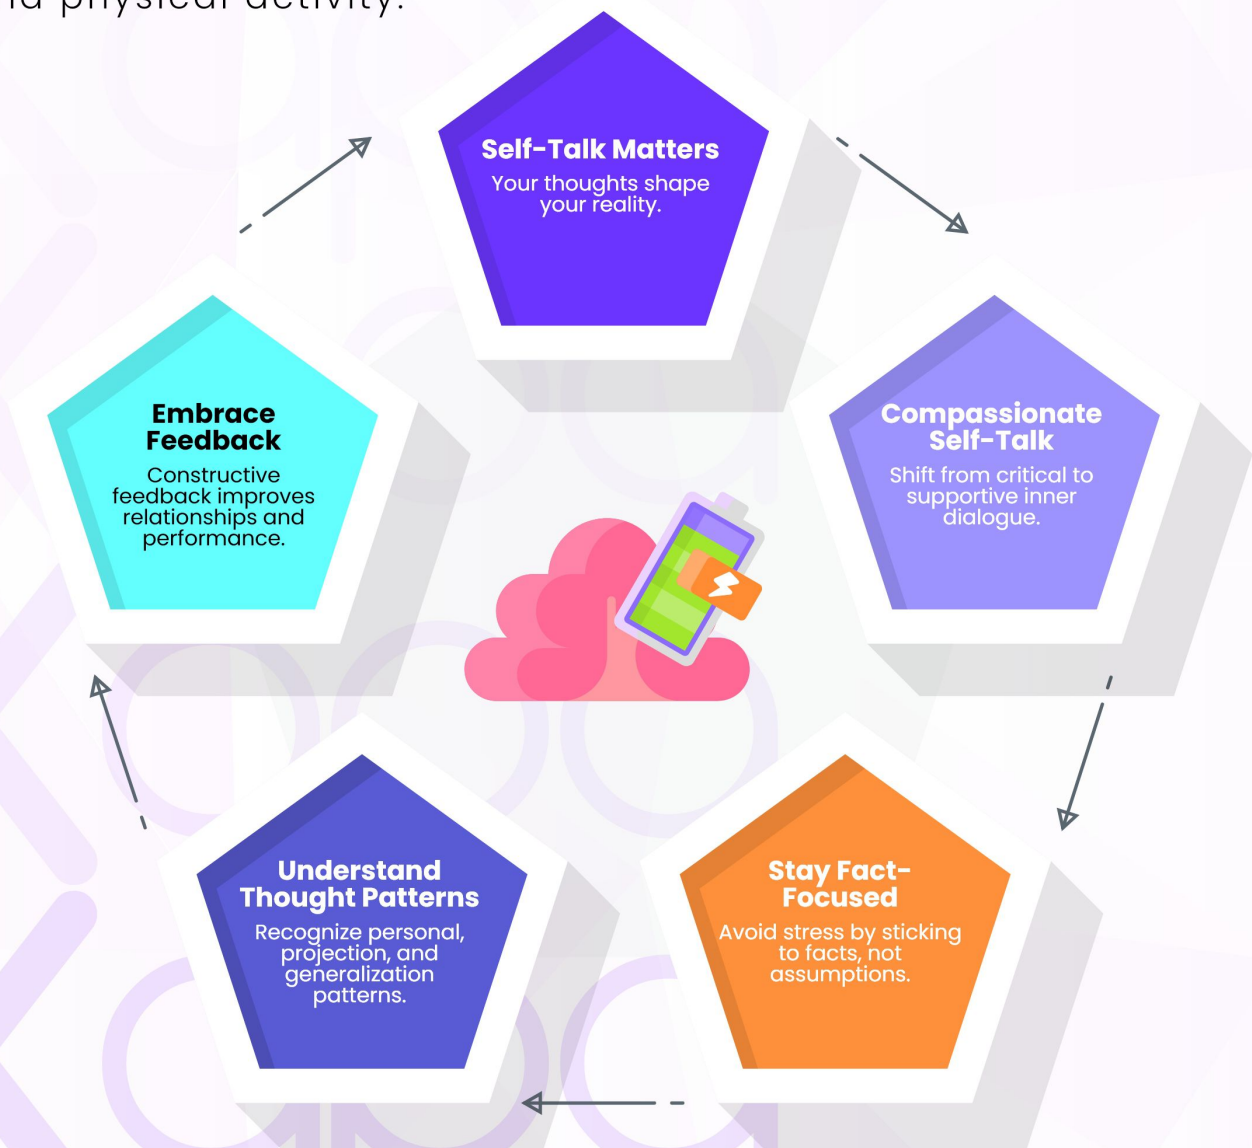 physical activity.
Self-Talk Matters
Your thoughts shape
your reality.
Compassionate
Self-Talk
Shift from critical to
supportive inner
dialogue.
Stay Fact-
Focused
Avoid stress by sticking
to facts, not
assumptions.
Understand
Thought Patterns
Recognize personal,
projection, and
generalization
patterns.
Embrace
Feedback
Constructive
feedback improves
relationships and
performance.